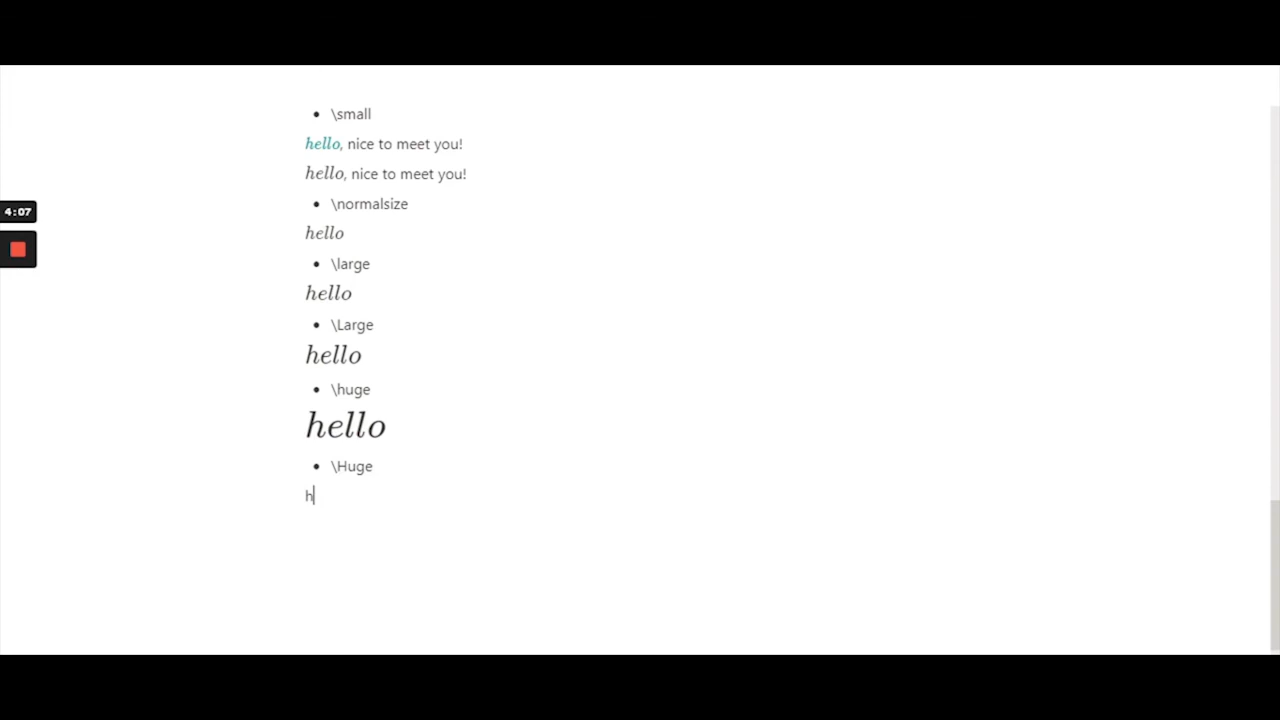 \small
hello, nice to meet you!
hello, nice to meet you!
\normalsize
4:07
hello
\large
hello
\Large
hello
\huge
hello
\Huge
h